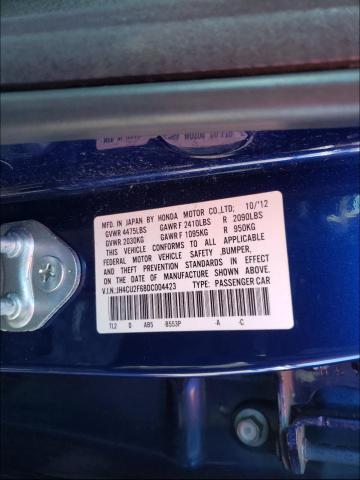 MFD. IN JAPAN BY HONDA MOTOR CO.,LTD; 10/'12
GVWR 4475LBS GAWR F 2410LBS R 2090LBS
GVWR 2030KG GAWR F 1095KG R 950KG
THIS VEHICLE CONFORMS TO ALL APPLICABLE
FEDERAL MOTOR VEHICLE SAFETY ,BUMPER,
AND THEFT PREVENTION STANDARDS IN EFFECT
ON THE DATE OF MANUFACTURE SHOWN ABOVE.
V.I.N.:JH4CU2F68DC004423 TYPE: PASSENGER CAR
TL2 D AB5 B553P -A -C